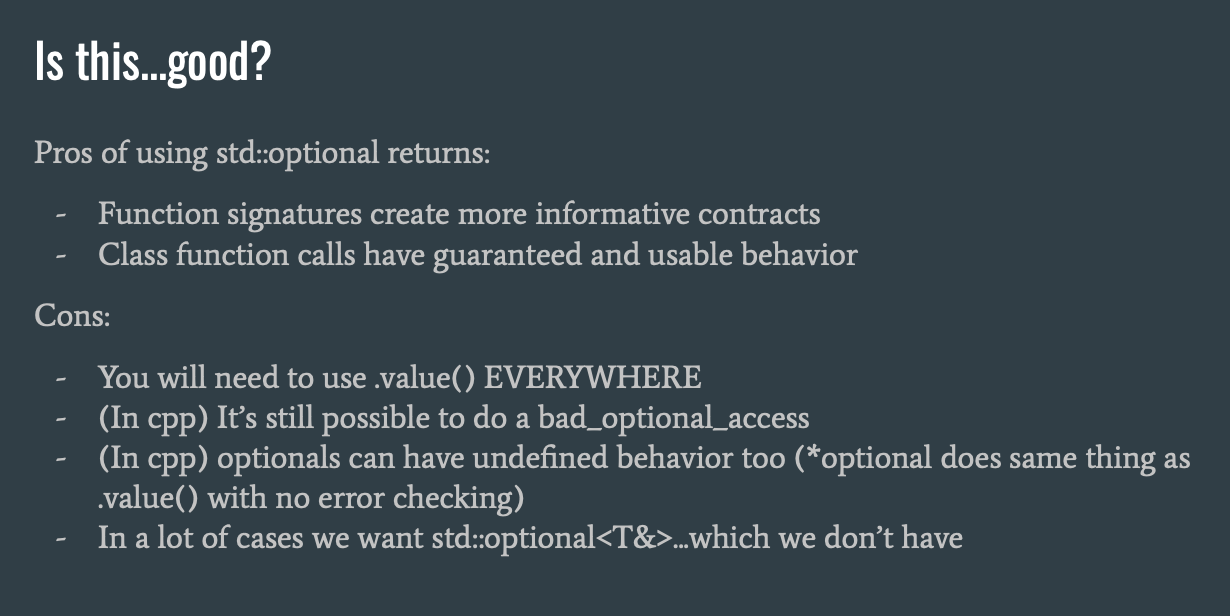 Is this...good?
Pros of using std::optional returns:
- Function signatures create more informative contracts
- Class function calls have guaranteed and usable behavior
Cons:
- You will need to use .value() EVERYWHERE
- (In cpp) It’s still possible to do a bad_optional_access
- (In cpp) optionals can have undefined behavior too (*optional does same thing as
.value() with no error checking)
- In a lot of cases we want std::optional<T&>...which we don’t have